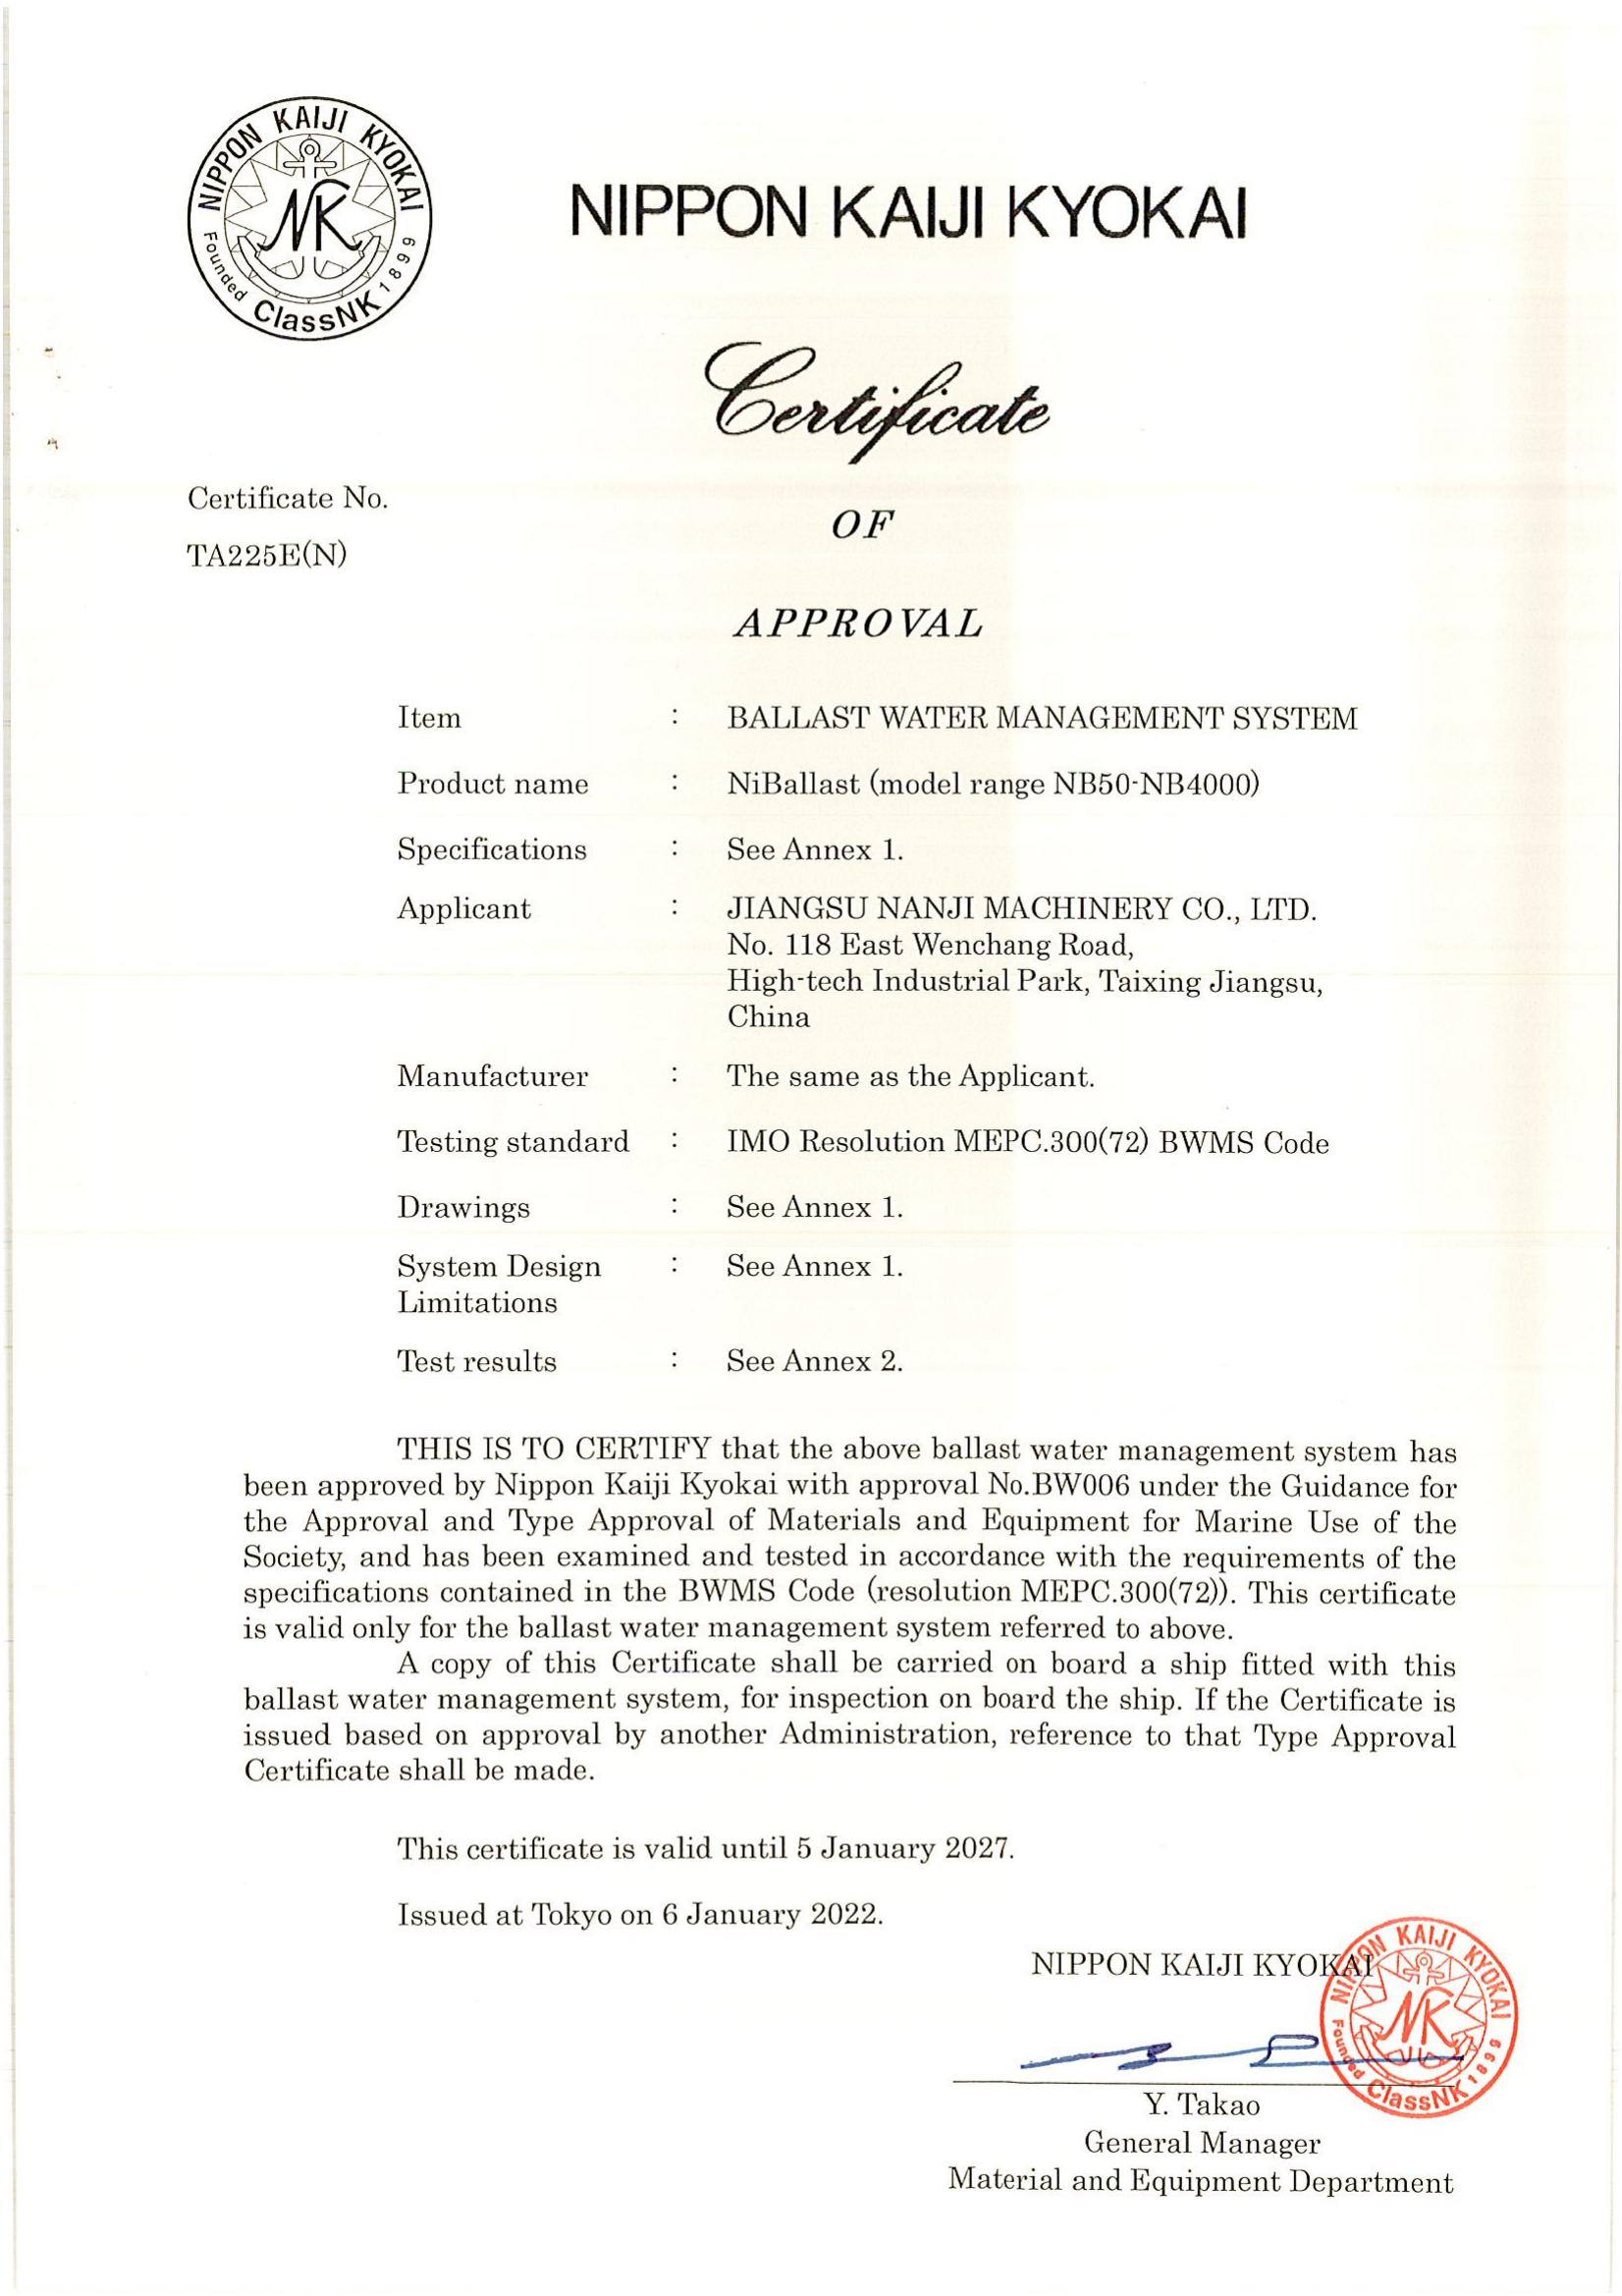 NIPPON KAIJI KYOKAI
NK
Founded 1899
ClassNK
NIPPON KAIJI KYOKAI
Certificate
Certificate No.
OF
TA225E(N)
APPROVAL
Item : BALLAST WATER MANAGEMENT SYSTEM
Product name : NiBallast (model range NB50-NB4000)
Specifications : See Annex 1.
Applicant : JIANGSU NANJI MACHINERY CO., LTD.
No. 118 East Wenchang Road,
High-tech Industrial Park, Taixing Jiangsu,
China
Manufacturer : The same as the Applicant.
Testing standard : IMO Resolution MEPC.300(72) BWMS Code
Drawings : See Annex 1.
System Design : See Annex 1.
Limitations
Test results : See Annex 2.
THIS IS TO CERTIFY that the above ballast water management system has
been approved by Nippon Kaiji Kyokai with approval No.BW006 under the Guidance for
the Approval and Type Approval of Materials and Equipment for Marine Use of the
Society, and has been examined and tested in accordance with the requirements of the
specifications contained in the BWMS Code (resolution MEPC.300(72)). This certificate
is valid only for the ballast water management system referred to above.
A copy of this Certificate shall be carried on board a ship fitted with this
ballast water management system, for inspection on board the ship. If the Certificate is
issued based on approval by another Administration, reference to that Type Approval
Certificate shall be made.
This certificate is valid until 5 January 2027.
Issued at Tokyo on 6 January 2022.
NIPPON KAIJI KYOKAI
NIPPON KAIJI KYOKAI
NK
Founded 1899
ClassNK
Y. Takao
General Manager
Material and Equipment Department